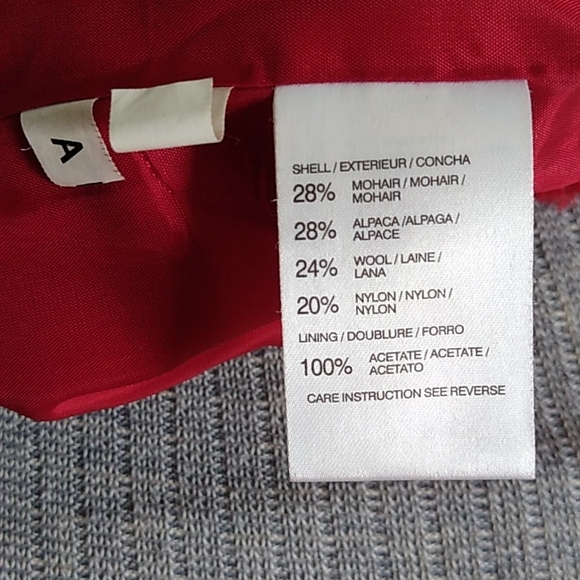 A
SHELL / EXTERIEUR / CONCHA
28% MOHAIR / MOHAIR /
MOHAIR
28% ALPACA /ALPAGA /
ALPACE
24% WOOL / LAINE /
LANA
20% NYLON / NYLON /
NYLON
LINING / DOUBLURE / FORRO
100% ACETATE / ACETATE /
ACETATO
CARE INSTRUCTION SEE REVERSE